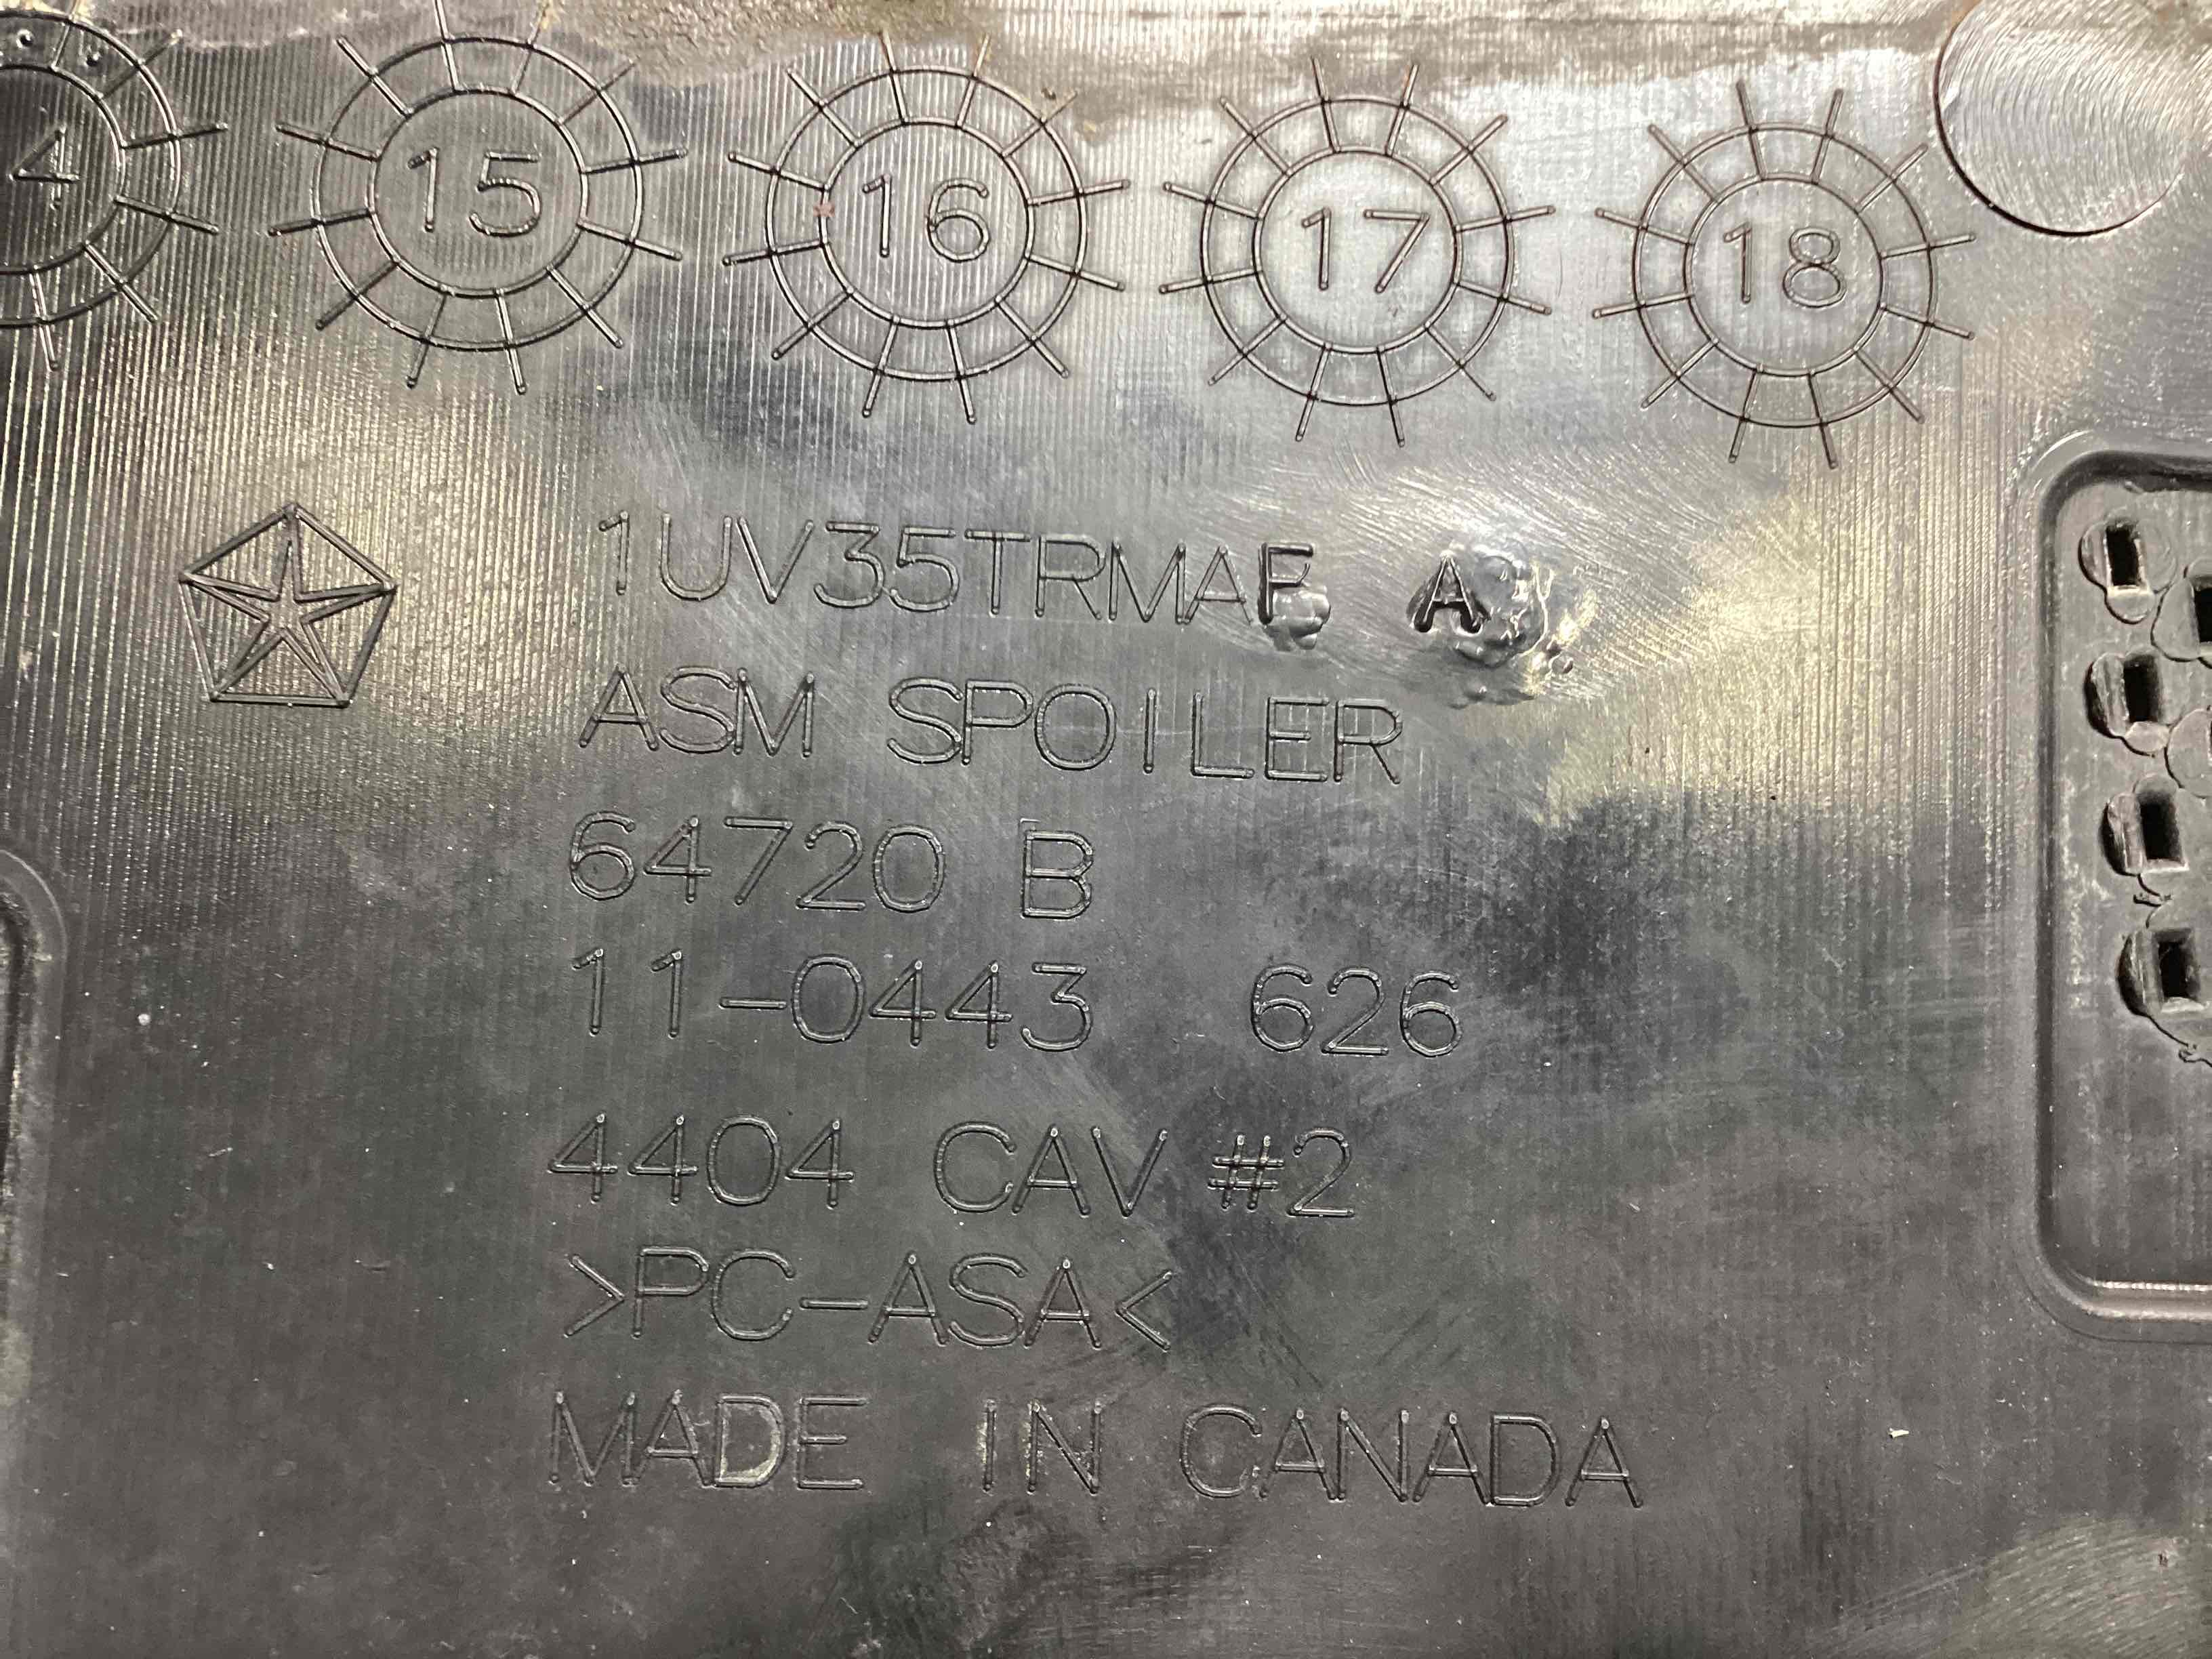 4 15 16 17 18
1UV35TRMAF A
ASM SPOILER
64720 B
11-0443 626
4404 CAV #2
>PC-ASA<
MADE IN CANADA